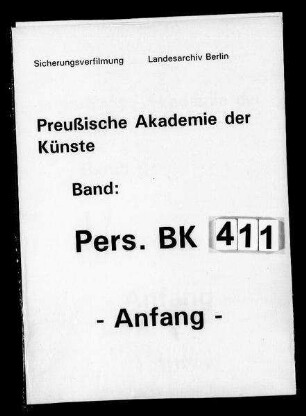 Sicherungsverfilmung Landesarchiv Berlin
Preußische Akademie der
Künste
Band:
Pers. BK 411
- Anfang -